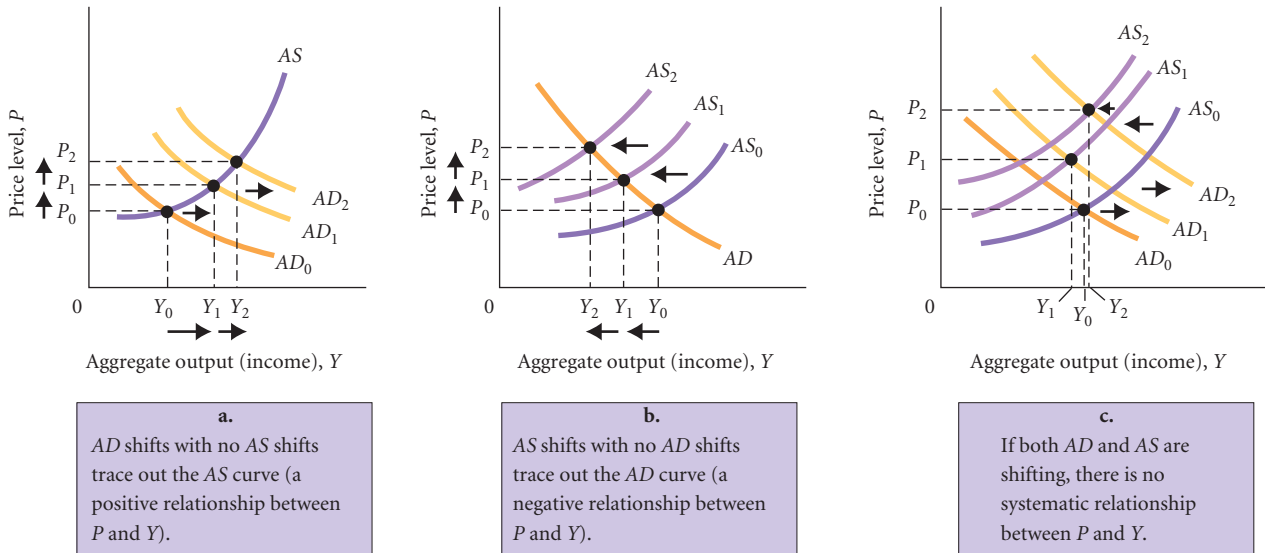 Price level, P
P2
P1
P0
AS
AD2
AD1
AD0
0
Y0
Y1
Y2
Aggregate output (income), Y
a.
AD shifts with no AS shifts
trace out the AS curve (a
positive relationship between
P and Y).
Price level, P
P2
P1
P0
AS2
AS1
AS0
AD
0
Y2
Y1
Y0
Aggregate output (income), Y
b.
AS shifts with no AD shifts
trace out the AD curve (a
negative relationship between
P and Y).
Price level, P
P2
P1
P0
AS2
AS1
AS0
AD2
AD1
AD0
0
Y1
Y0
Y2
Aggregate output (income), Y
c.
If both AD and AS are
shifting, there is no
systematic relationship
between P and Y.